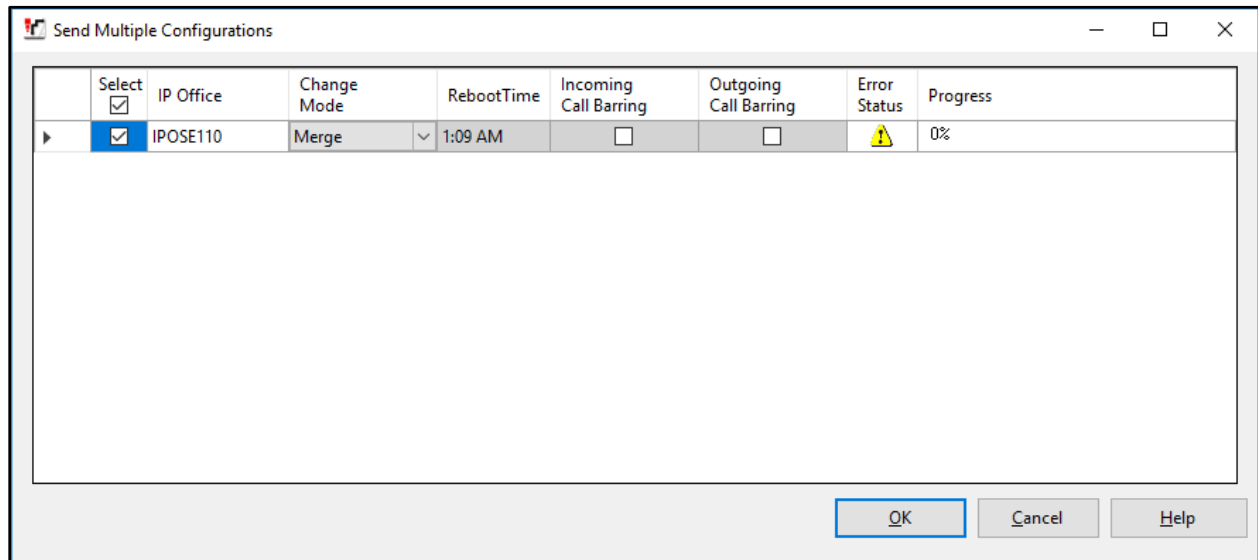 Send Multiple Configurations
Select IP Office Change Mode RebootTime Incoming Call Barring Outgoing Call Barring Error Status Progress
IPOSE110 Merge 1:09 AM 0%
OK Cancel Help